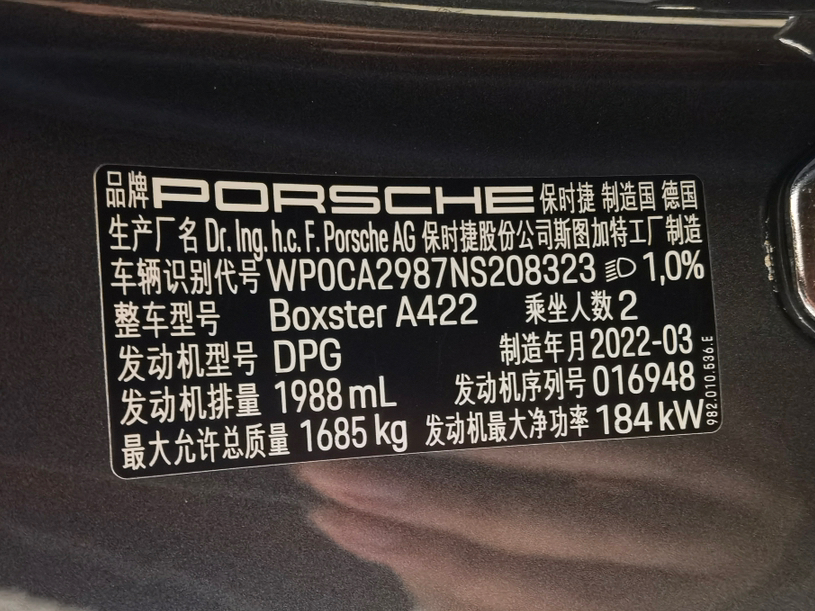 品牌 PORSCHE 保时捷 制造国 德国
生产厂名 Dr. Ing. h.c. F. Porsche AG 保时捷股份公司斯图加特工厂制造
车辆识别代号 WP0CA2987NS208323 1,0%
整车型号 Boxster A422 乘坐人数 2
发动机型号 DPG 制造年月 2022-03
发动机排量 1988 mL 发动机序列号 016948
最大允许总质量 1685 kg 发动机最大净功率 184 kW
982.010.536.E